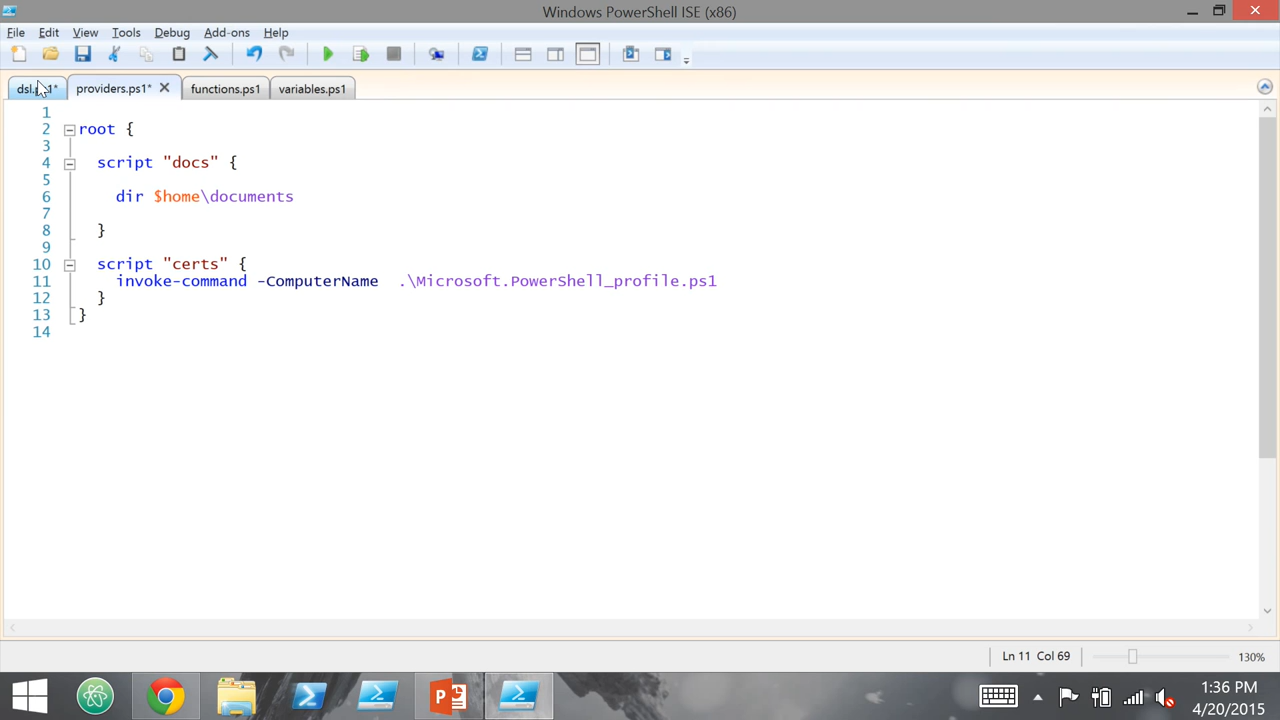 Windows PowerShell ISE (x86)
File Edit View Tools Debug Add-ons Help
dsl.ps1* providers.ps1* functions.ps1 variables.ps1
1
2 root {
3
4 script "docs" {
5
6 dir $home\documents
7
8 }
9
10 script "certs" {
11 invoke-command -ComputerName .\Microsoft.PowerShell_profile.ps1
12 }
13 }
14
Ln 11 Col 69 130%
1:36 PM
4/20/2015